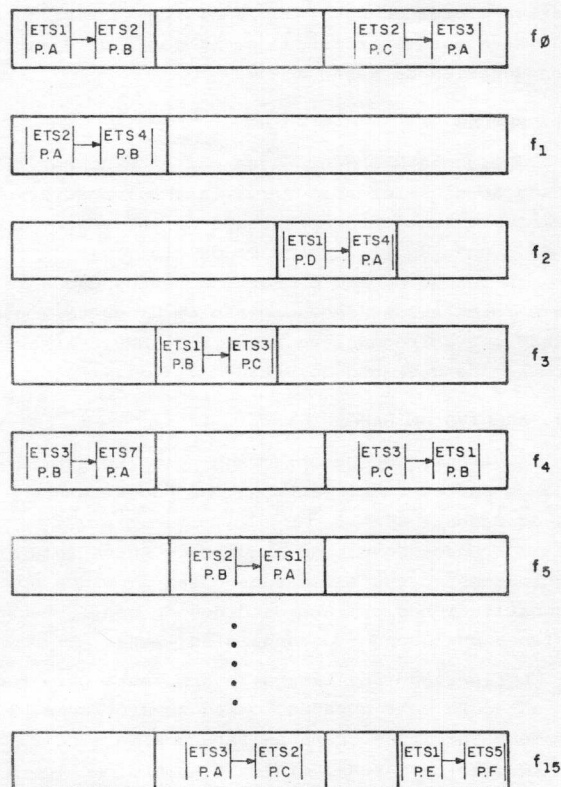 ETS1 ETS2 ETS2 ETS3 fø
P.A P.B P.C P.A
ETS2 ETS4 f1
P.A P.B
ETS1 ETS4 f2
P.D P.A
ETS1 ETS3 f3
P.B P.C
ETS3 ETS7 ETS3 ETS1 f4
P.B P.A P.C P.B
ETS2 ETS1 f5
P.B P.A
ETS3 ETS2 ETS1 ETS5 f15
P.A P.C P.E P.F